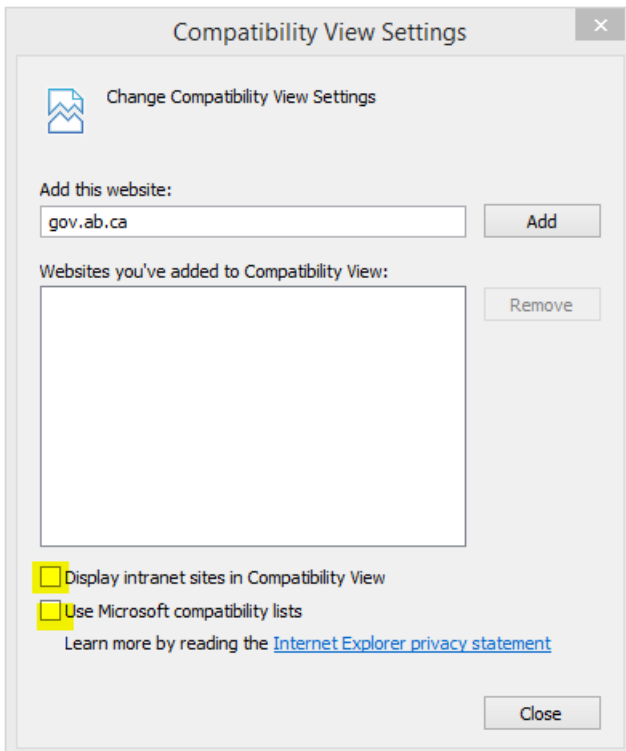 Compatibility View Settings
Change Compatibility View Settings
Add this website:
gov.ab.ca
Add
Websites you've added to Compatibility View:
Remove
Display intranet sites in Compatibility View
Use Microsoft compatibility lists
Learn more by reading the Internet Explorer privacy statement
Close